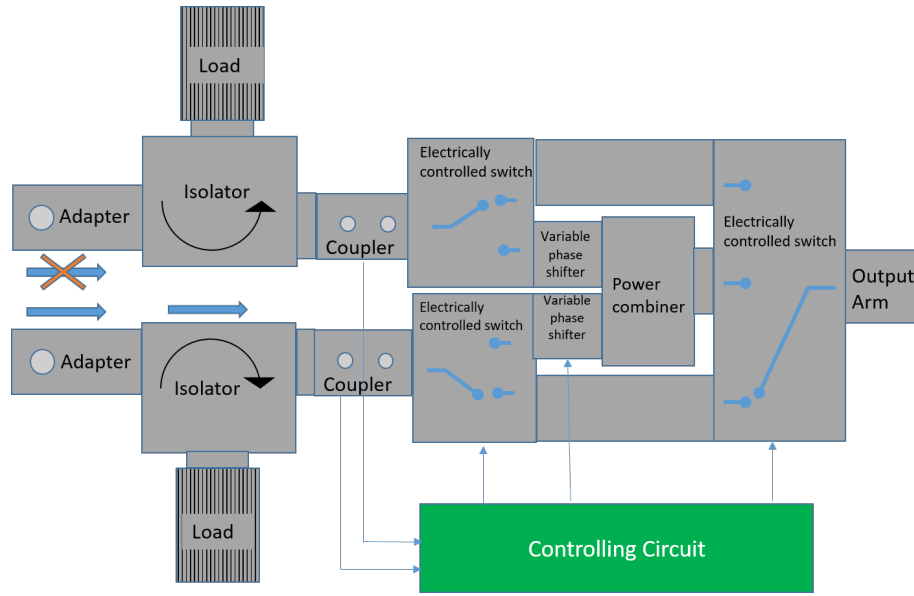 Load
Adapter
Isolator
Coupler
Electrically
controlled switch
Variable
phase
shifter
Power
combiner
Electrically
controlled switch
Output
Arm
Adapter
Isolator
Coupler
Electrically
controlled switch
Variable
phase
shifter
Load
Controlling Circuit